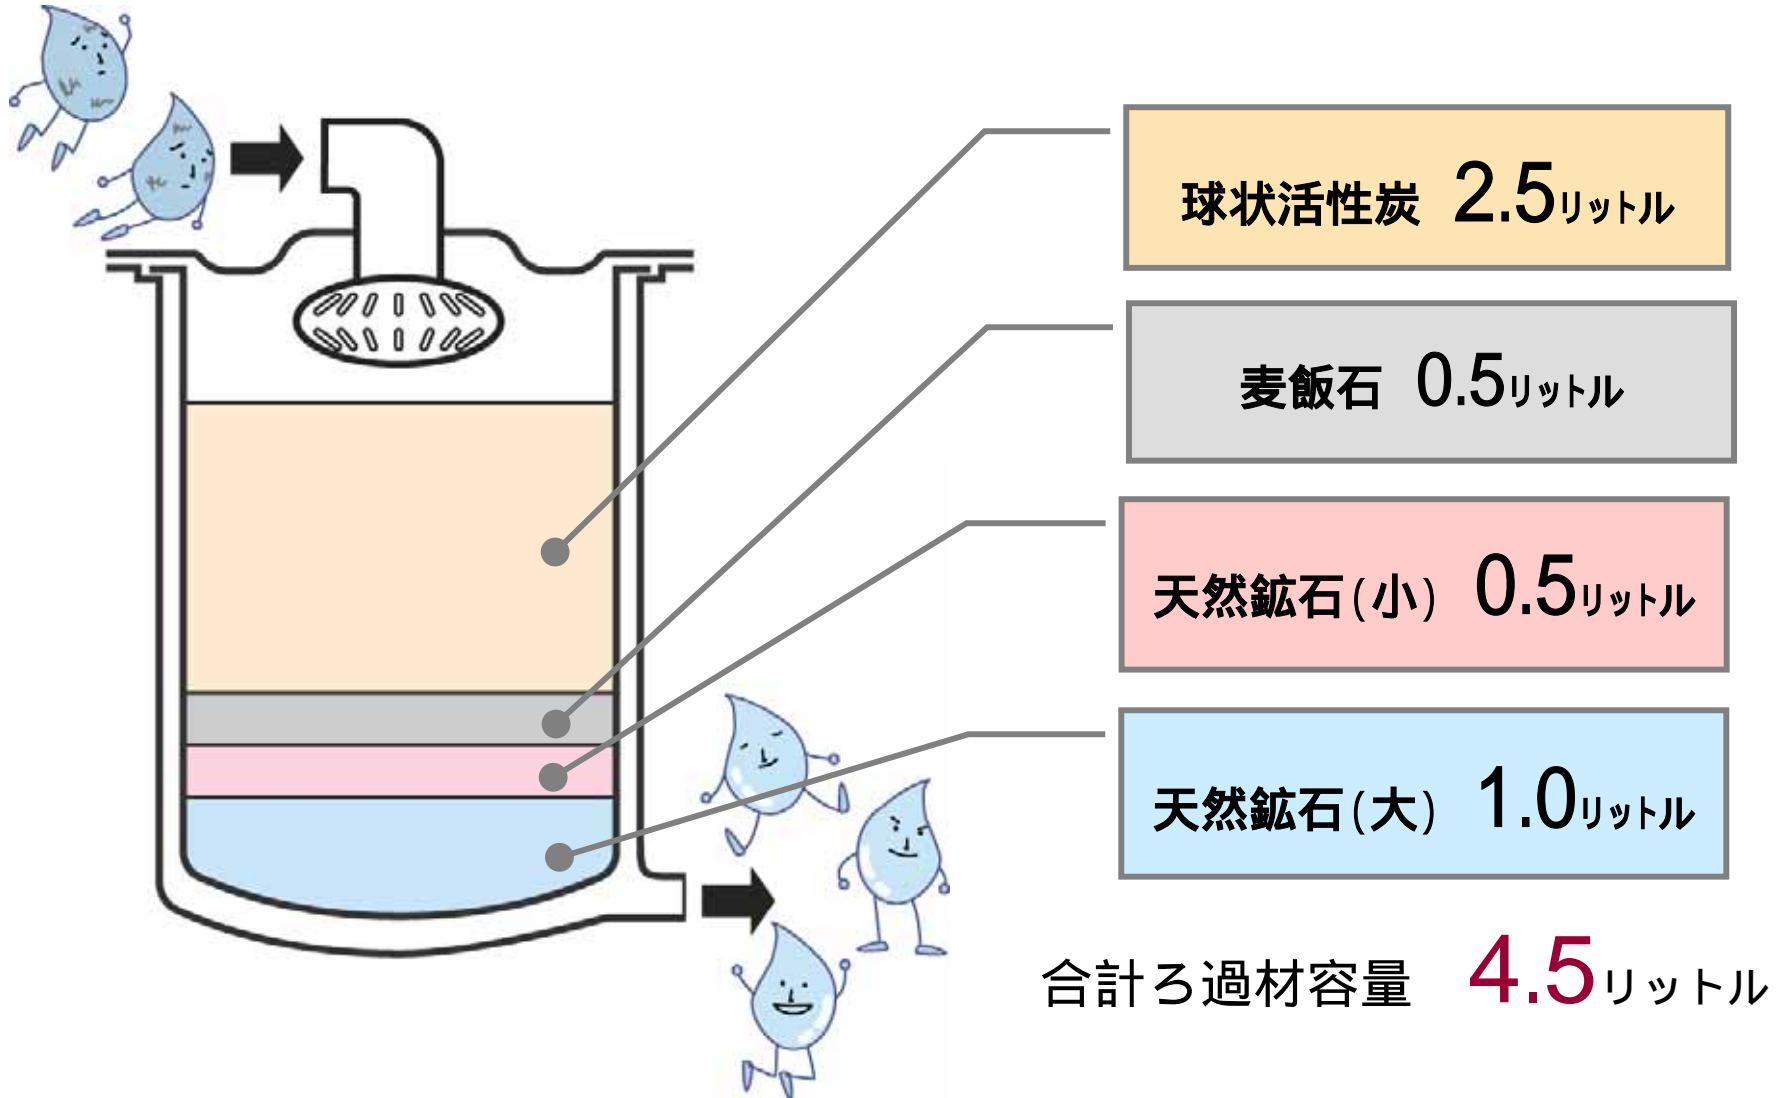 球状活性炭 2.5リットル
麦飯石 0.5リットル
天然鉱石(小) 0.5リットル
天然鉱石(大) 1.0リットル
合計ろ過材容量 4.5リットル